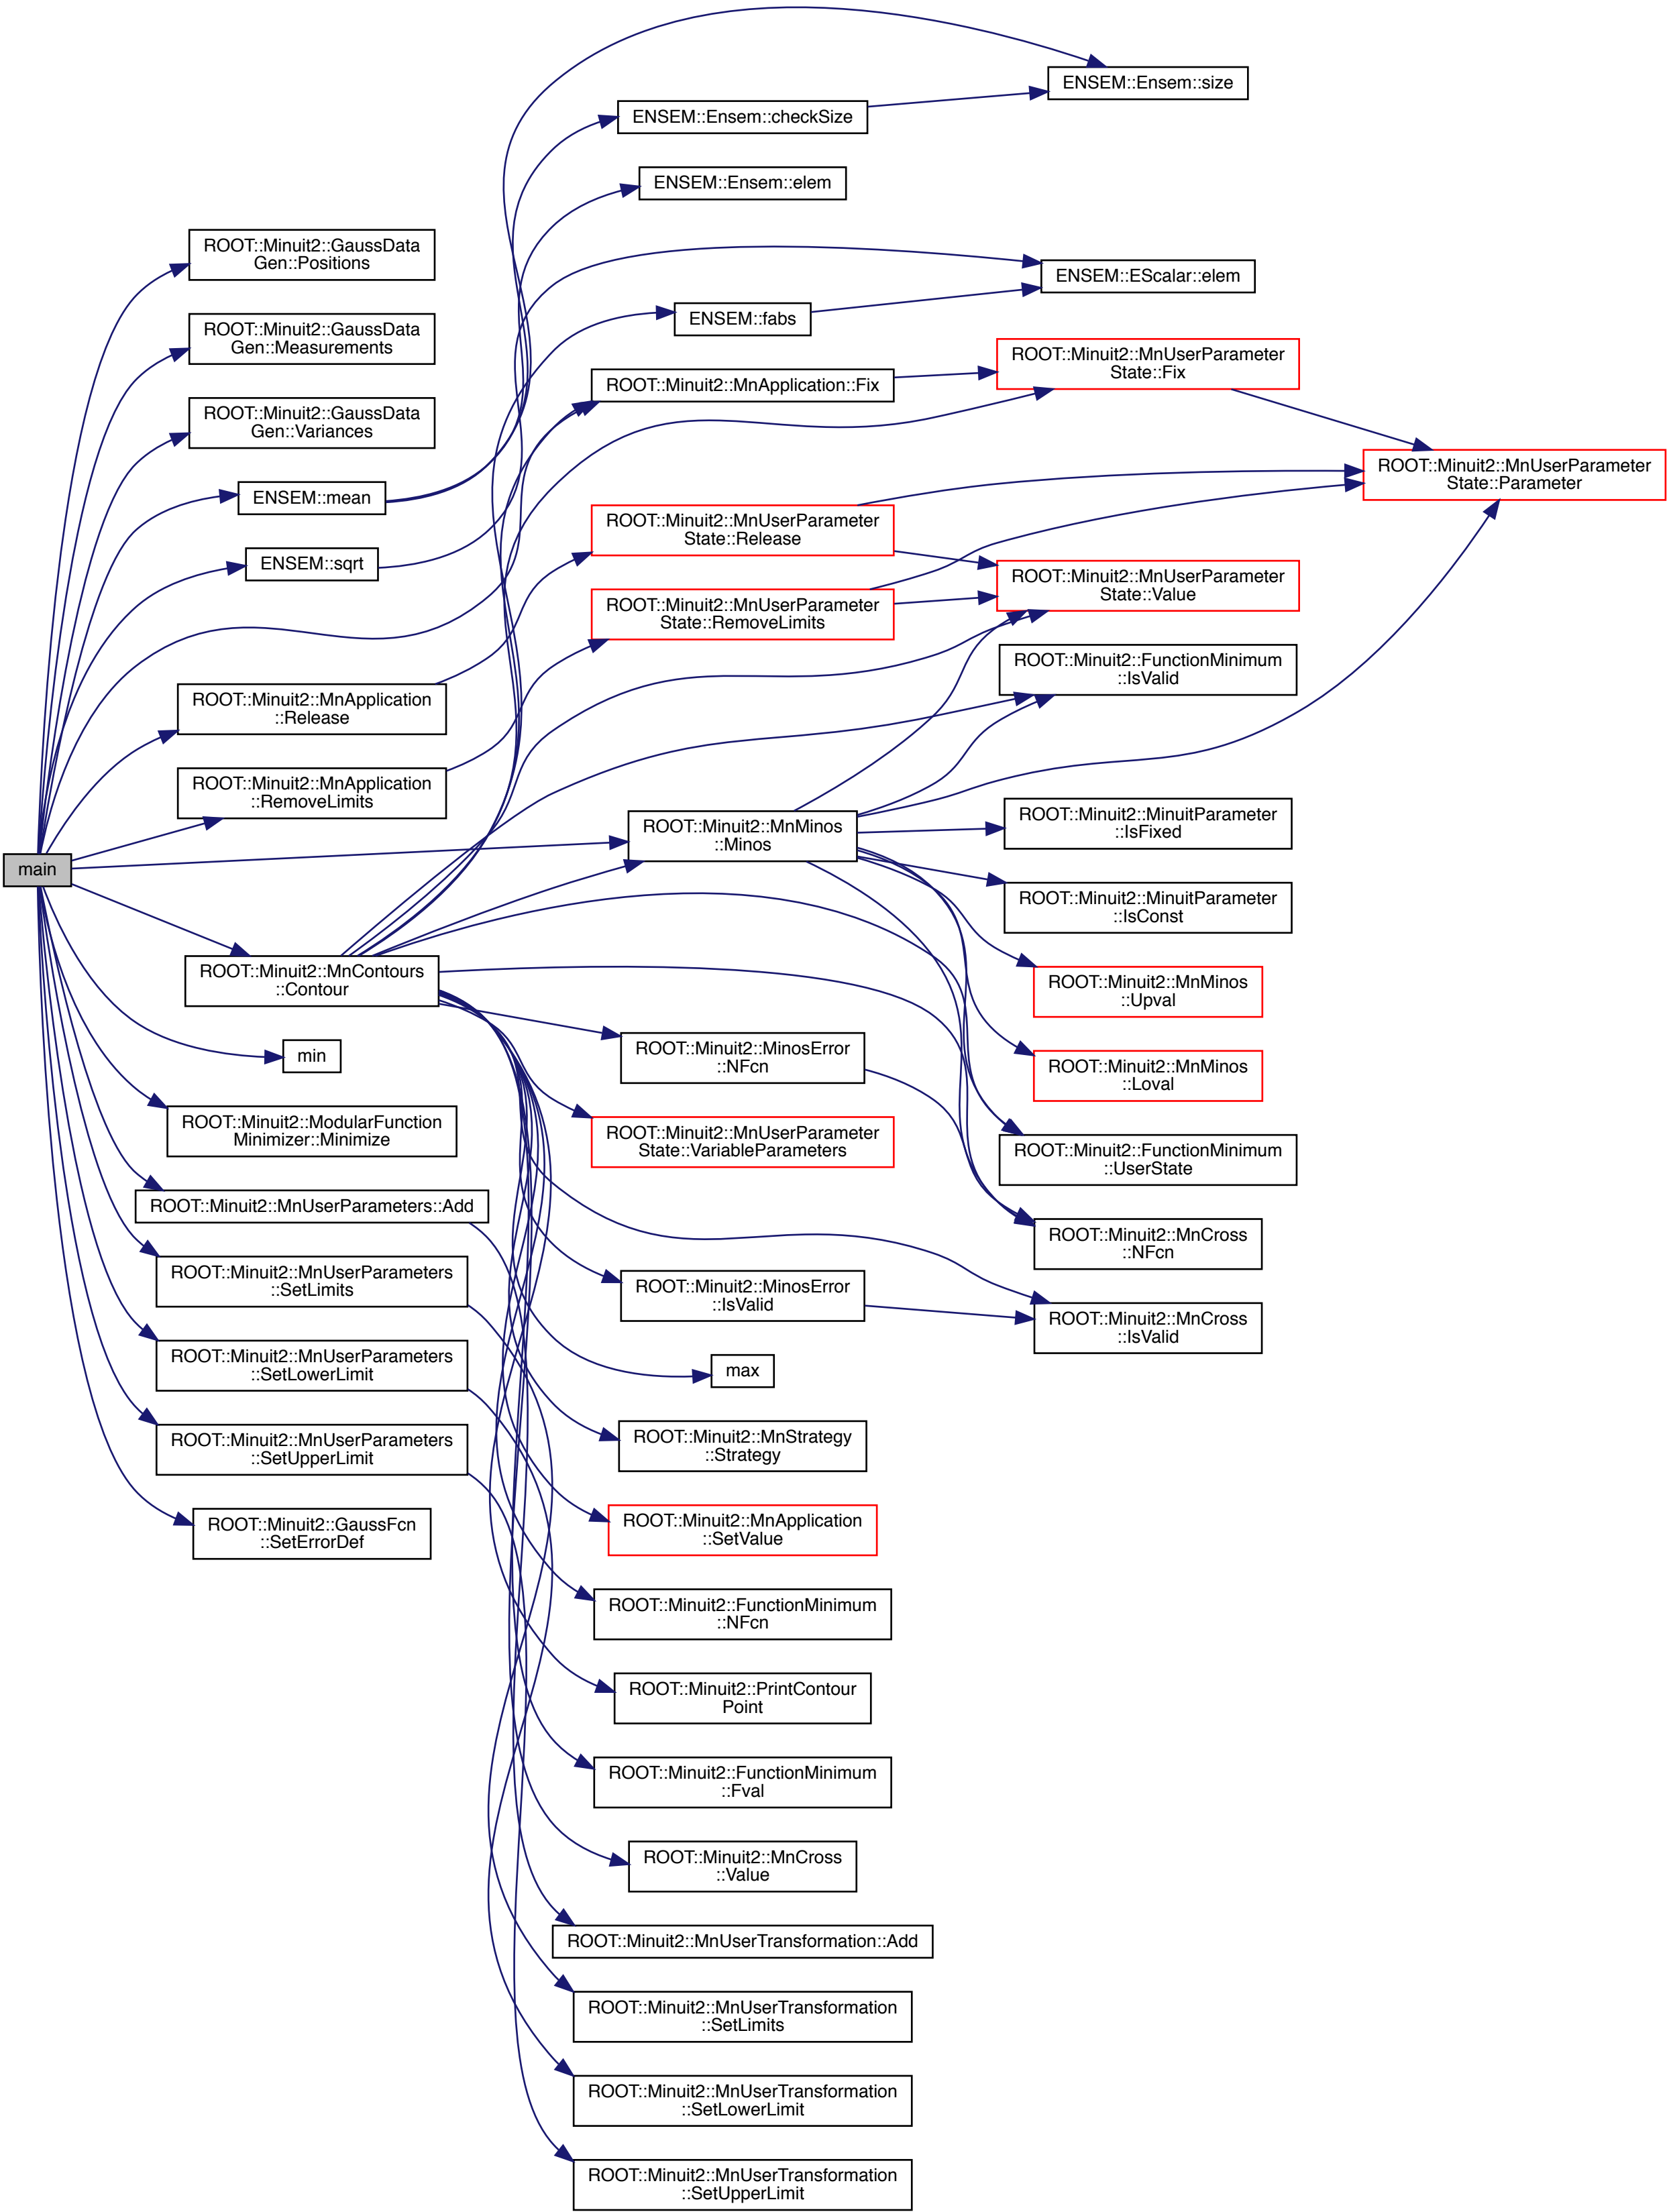 main
ROOT::Minuit2::GaussData
Gen::Positions
ROOT::Minuit2::GaussData
Gen::Measurements
ROOT::Minuit2::GaussData
Gen::Variances
ENSEM::mean
ENSEM::sqrt
ROOT::Minuit2::MnApplication
::Release
ROOT::Minuit2::MnApplication
::RemoveLimits
ROOT::Minuit2::MnContours
::Contour
min
ROOT::Minuit2::ModularFunction
Minimizer::Minimize
ROOT::Minuit2::MnUserParameters::Add
ROOT::Minuit2::MnUserParameters
::SetLimits
ROOT::Minuit2::MnUserParameters
::SetLowerLimit
ROOT::Minuit2::MnUserParameters
::SetUpperLimit
ROOT::Minuit2::GaussFcn
::SetErrorDef
ENSEM::Ensem::checkSize
ENSEM::Ensem::elem
ENSEM::fabs
ROOT::Minuit2::MnApplication::Fix
ROOT::Minuit2::MnUserParameter
State::Release
ROOT::Minuit2::MnUserParameter
State::RemoveLimits
ROOT::Minuit2::MnMinos
::Minos
ROOT::Minuit2::MinosError
::NFcn
ROOT::Minuit2::MnUserParameter
State::VariableParameters
ROOT::Minuit2::MinosError
::IsValid
max
ROOT::Minuit2::MnStrategy
::Strategy
ROOT::Minuit2::MnApplication
::SetValue
ROOT::Minuit2::FunctionMinimum
::NFcn
ROOT::Minuit2::PrintContour
Point
ROOT::Minuit2::FunctionMinimum
::Fval
ROOT::Minuit2::MnCross
::Value
ROOT::Minuit2::MnUserTransformation::Add
ROOT::Minuit2::MnUserTransformation
::SetLimits
ROOT::Minuit2::MnUserTransformation
::SetLowerLimit
ROOT::Minuit2::MnUserTransformation
::SetUpperLimit
ENSEM::Ensem::size
ENSEM::EScalar::elem
ROOT::Minuit2::MnUserParameter
State::Fix
ROOT::Minuit2::MnUserParameter
State::Value
ROOT::Minuit2::FunctionMinimum
::IsValid
ROOT::Minuit2::MinuitParameter
::IsFixed
ROOT::Minuit2::MinuitParameter
::IsConst
ROOT::Minuit2::MnMinos
::Upval
ROOT::Minuit2::MnMinos
::Loval
ROOT::Minuit2::FunctionMinimum
::UserState
ROOT::Minuit2::MnCross
::NFcn
ROOT::Minuit2::MnCross
::IsValid
ROOT::Minuit2::MnUserParameter
State::Parameter